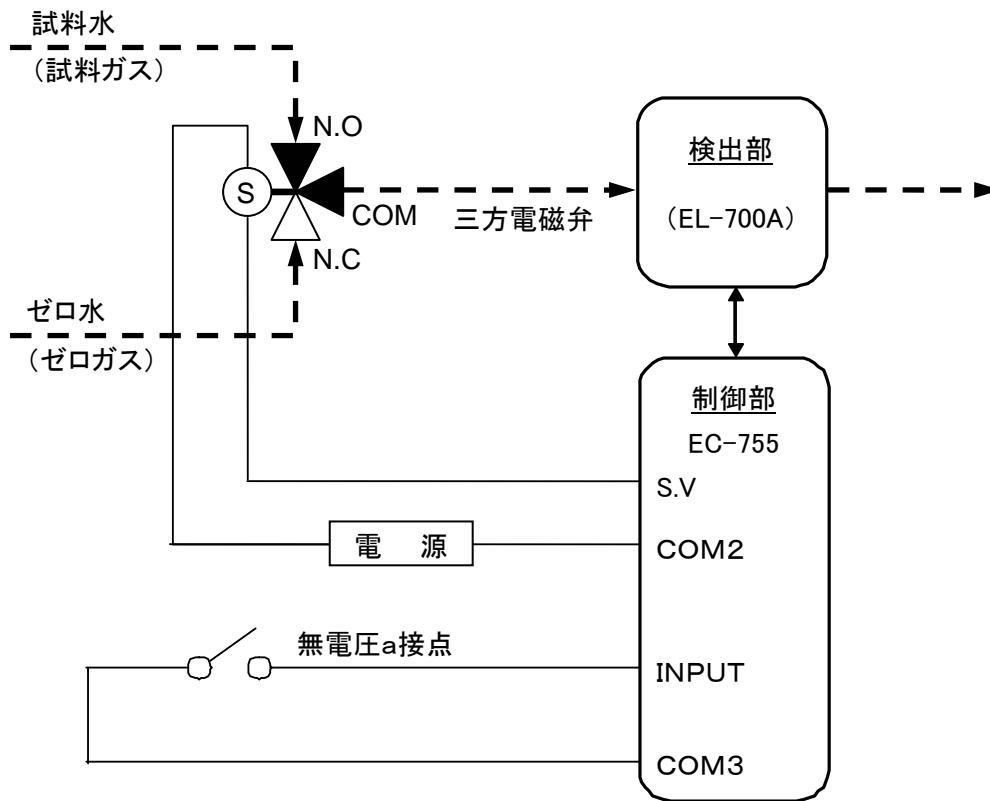 試料水
（試料ガス）
N.O
S
COM
N.C
三方電磁弁
検出部
（EL-700A）
ゼロ水
（ゼロガス）
制御部
EC-755
S.V
電　源
COM2
無電圧a接点
INPUT
COM3